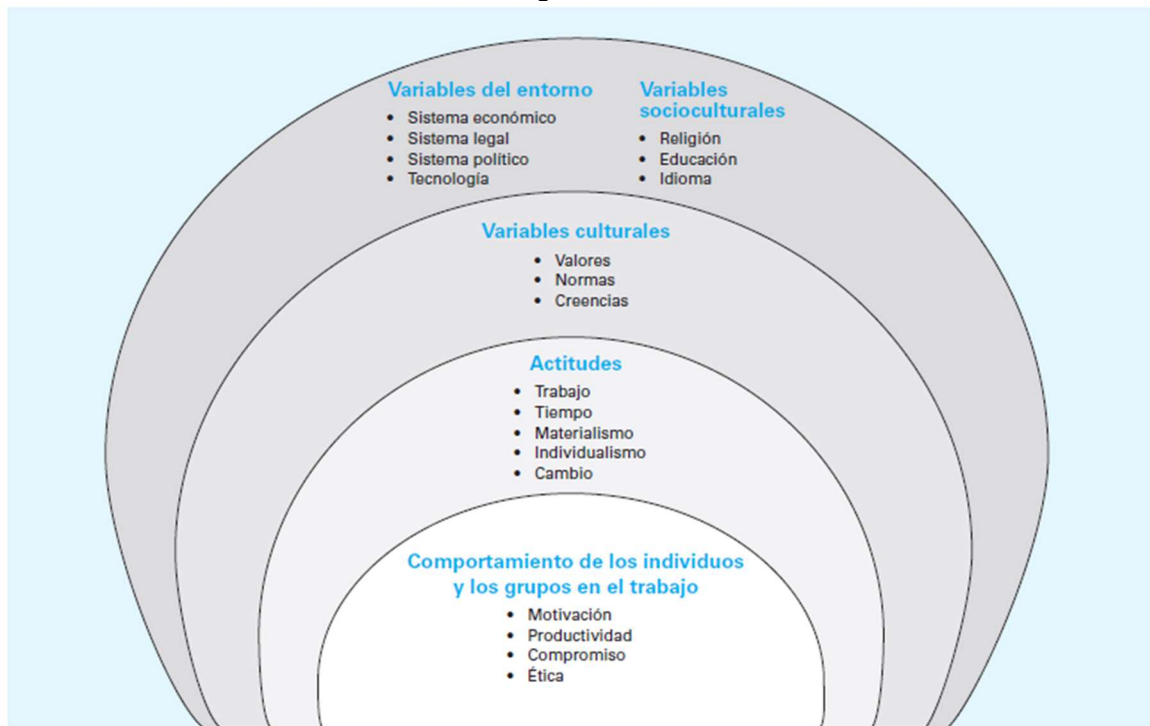 Variables del entorno
• Sistema económico
• Sistema legal
• Sistema político
• Tecnología
Variables
socioculturales
• Religión
• Educación
• Idioma
Variables culturales
• Valores
• Normas
• Creencias
Actitudes
• Trabajo
• Tiempo
• Materialismo
• Individualismo
• Cambio
Comportamiento de los individuos
y los grupos en el trabajo
• Motivación
• Productividad
• Compromiso
• Ética